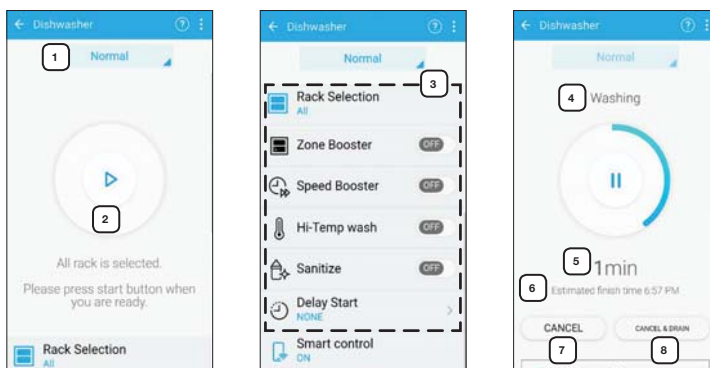 Dishwasher ?
1 Normal
2
All rack is selected.
Please press start button when
you are ready.
Rack Selection
All
Dishwasher ?
Normal
3
Rack Selection
All
Zone Booster OFF
Speed Booster OFF
Hi-Temp wash OFF
Sanitize OFF
Delay Start
NONE
Smart control
ON
Dishwasher ?
Normal
4 Washing
5 1min
6 Estimated finish time 6:57 PM
CANCEL CANCEL & DRAIN
7 8